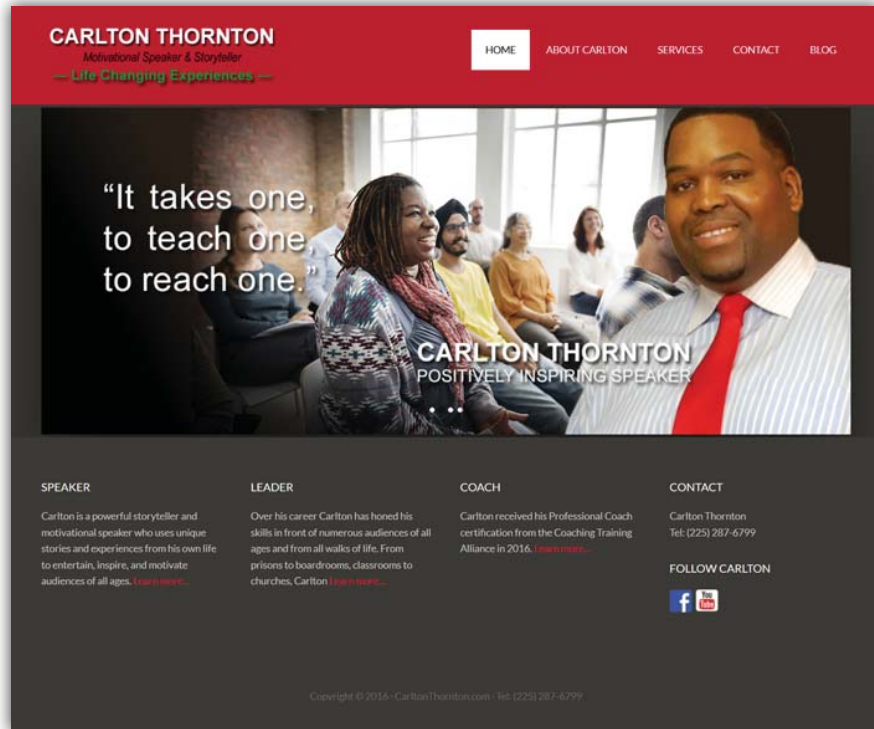 CARLTON THORNTON
Motivational Speaker & Storyteller
— Life Changing Experiences —
HOME
ABOUT CARLTON
SERVICES
CONTACT
BLOG
“It takes one,
to teach one,
to reach one.”
CARLTON THORNTON
POSITIVELY INSPIRING SPEAKER
SPEAKER
Carlton is a powerful storyteller and
motivational speaker who uses unique
stories and experiences from his own life
to entertain, inspire, and motivate
audiences of all ages. Learn more...
LEADER
Over his career Carlton has honed his
skills in front of numerous audiences of all
ages and from all walks of life. From
prisons to boardrooms, classrooms to
churches, Carlton Learn more...
COACH
Carlton received his Professional Coach
certification from the Coaching Training
Alliance in 2016. Learn more...
CONTACT
Carlton Thornton
Tel: (225) 287-6799
FOLLOW CARLTON
f
You
Tube
Copyright © 2016 - CarltonThornton.com - Tel: (225) 287-6799